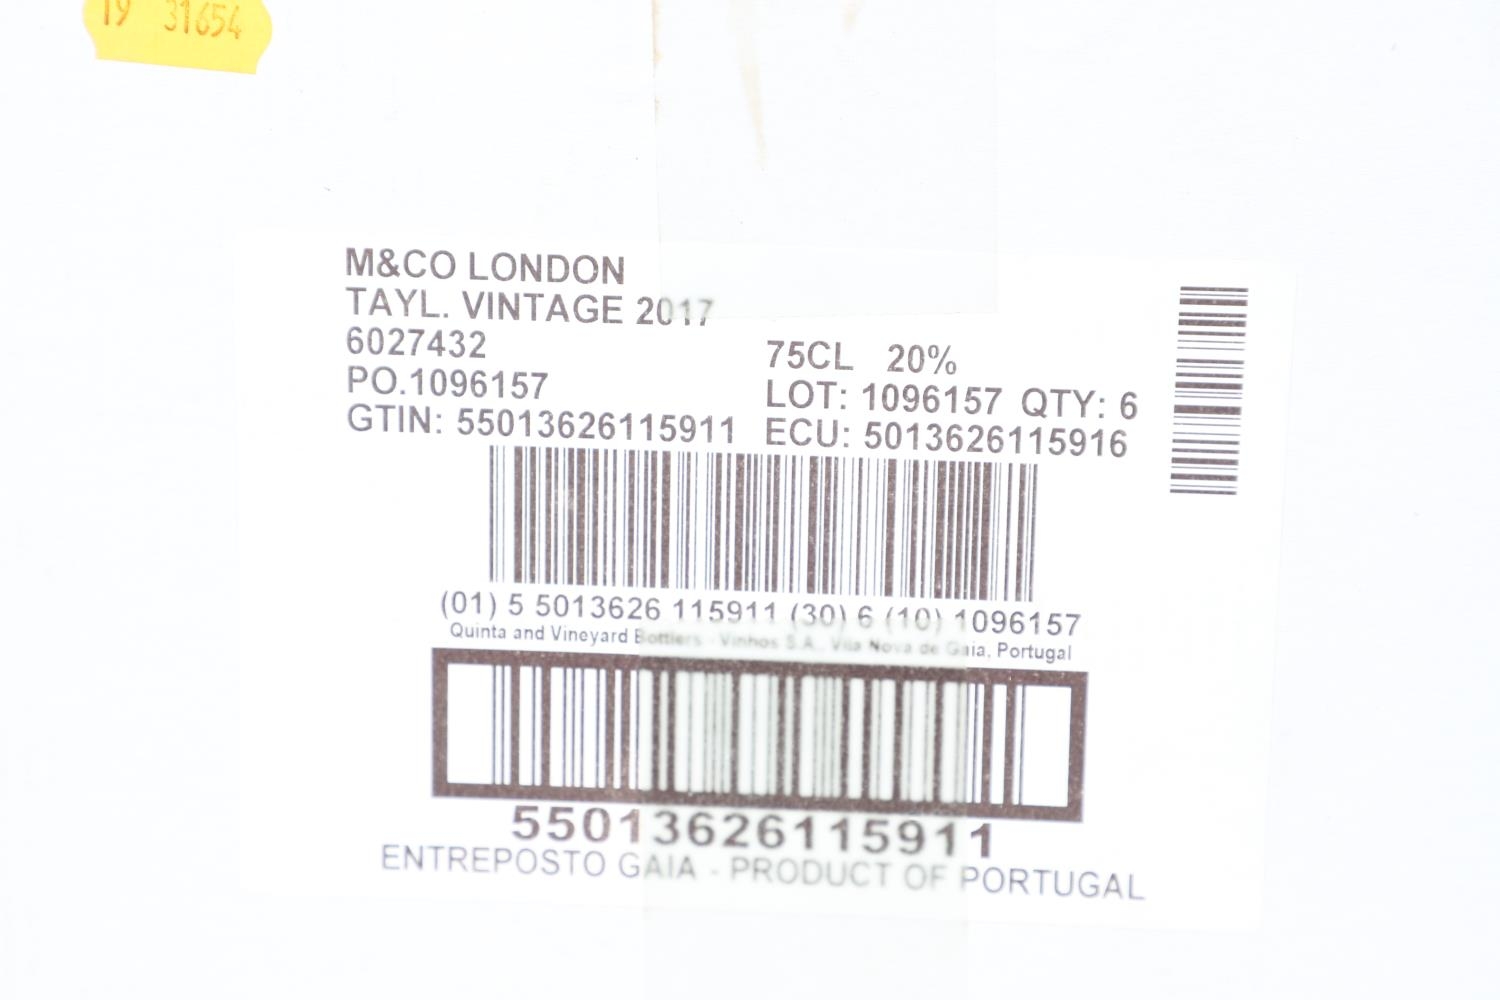 19 31654
M&CO LONDON
TAYL. VINTAGE 2017
6027432
75CL 20%
PO.1096157
LOT: 1096157 QTY: 6
GTIN: 55013626115911 ECU: 5013626115916
(01) 5 5013626 115911 (30) 6 (10) 1096157
Quinta and Vineyard Bottlers - Vinhos S.A., Vila Nova de Gaia, Portugal
55013626115911
ENTREPOSTO GAIA - PRODUCT OF PORTUGAL